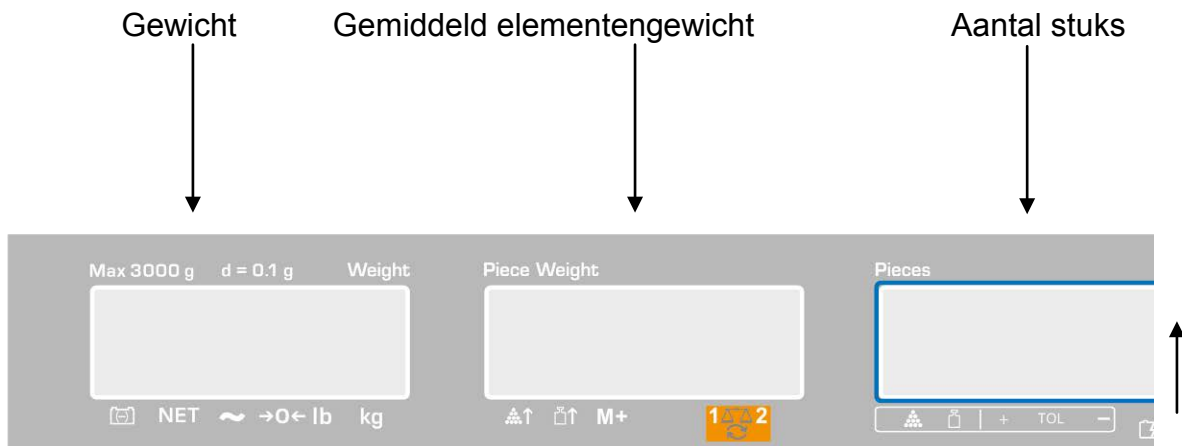 Gewicht
Gemiddeld elementengewicht
Aantal stuks
Max 3000 g d = 0.1 g Weight
Piece Weight
Pieces
NET ~ →0← lb kg
↑ ↑ M+
1 2
+ TOL −